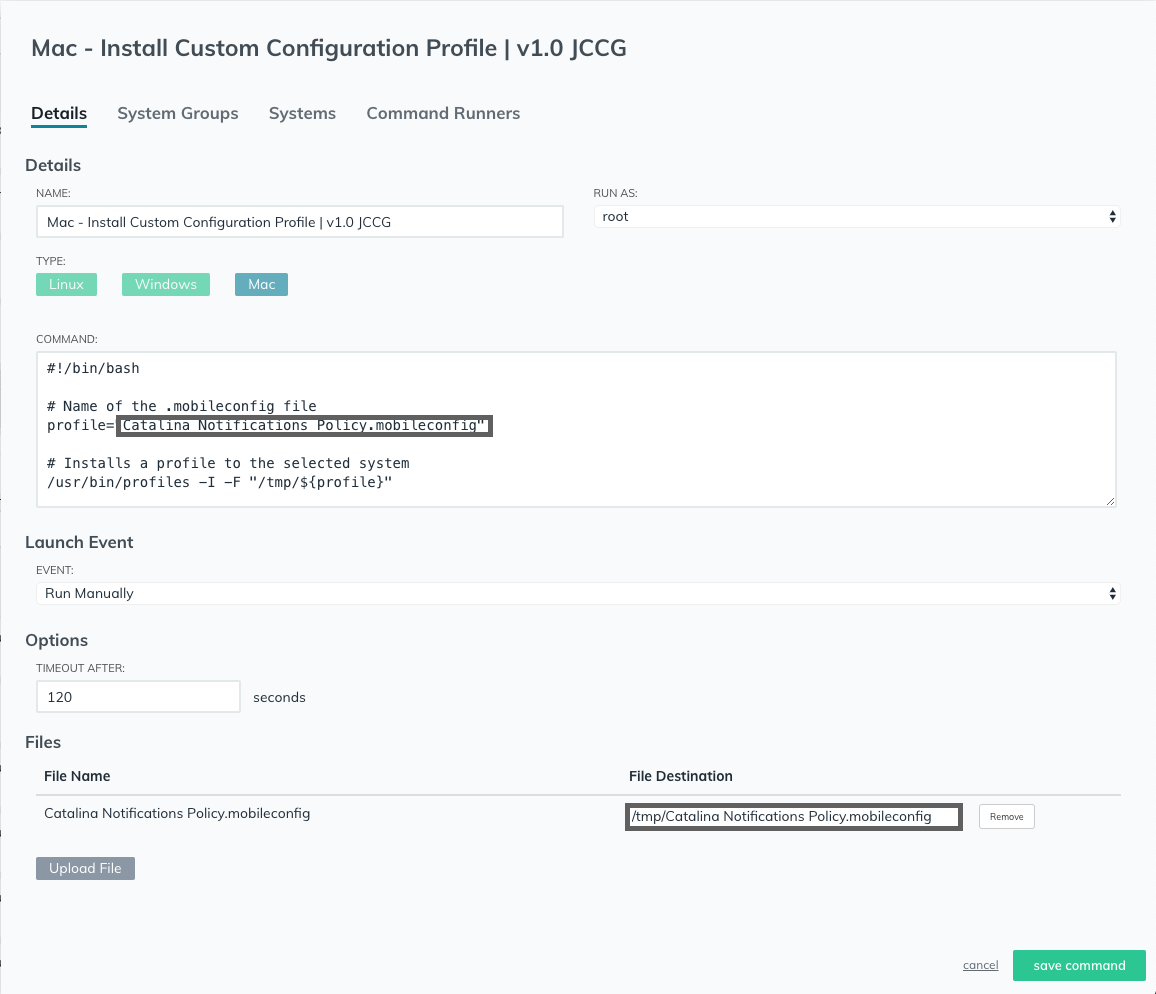 Mac - Install Custom Configuration Profile | v1.0 JCCG
Details System Groups Systems Command Runners
Details
NAME: RUN AS:
Mac - Install Custom Configuration Profile | v1.0 JCCG root
TYPE:
Linux Windows Mac
COMMAND:
#!/bin/bash
# Name of the .mobileconfig file
profile="Catalina Notifications Policy.mobileconfig"
# Installs a profile to the selected system
/usr/bin/profiles -I -F "/tmp/${profile}"
Launch Event
EVENT:
Run Manually
Options
TIMEOUT AFTER:
120 seconds
Files
File Name File Destination
Catalina Notifications Policy.mobileconfig /tmp/Catalina Notifications Policy.mobileconfig Remove
Upload File
cancel save command